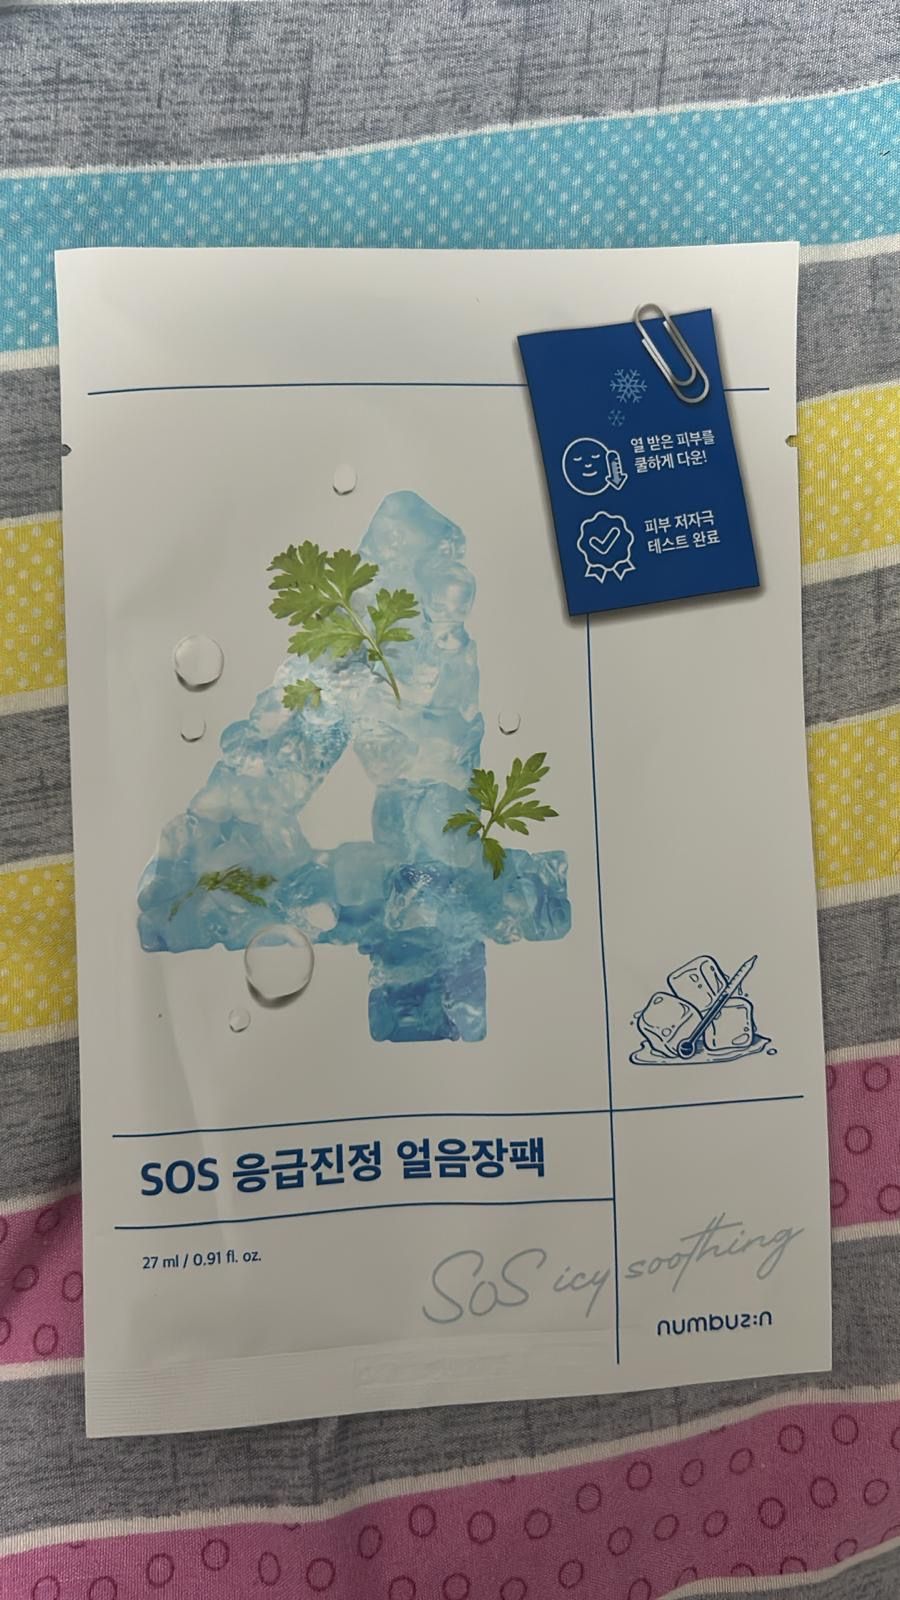 열 받은 피부를
쿨하게 다운!
피부 저자극
테스트 완료
4
SOS 응급진정 얼음장팩
27 ml / 0.91 fl. oz.
SoS icy soothing
numbuz:n